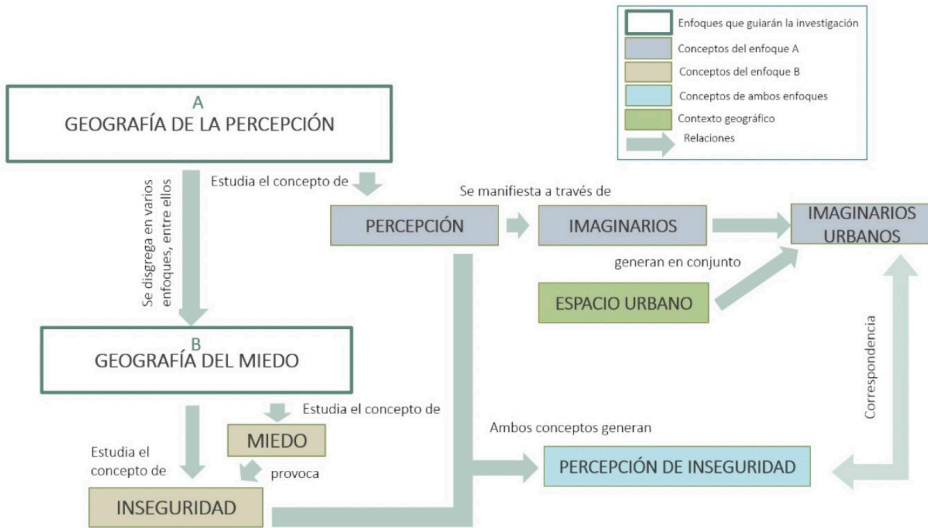 Enfoques que guiarán la investigación
Conceptos del enfoque A
Conceptos del enfoque B
Conceptos de ambos enfoques
Contexto geográfico
Relaciones
A
GEOGRAFÍA DE LA PERCEPCIÓN
Se disgrega en varios
enfoques, entre ellos
Estudia el concepto de
PERCEPCIÓN
Se manifiesta a través de
IMAGINARIOS
IMAGINARIOS
URBANOS
generan en conjunto
ESPACIO URBANO
B
GEOGRAFÍA DEL MIEDO
Estudia el concepto de
MIEDO
Estudia el
concepto de
provoca
INSEGURIDAD
Ambos conceptos generan
PERCEPCIÓN DE INSEGURIDAD
Correspondencia